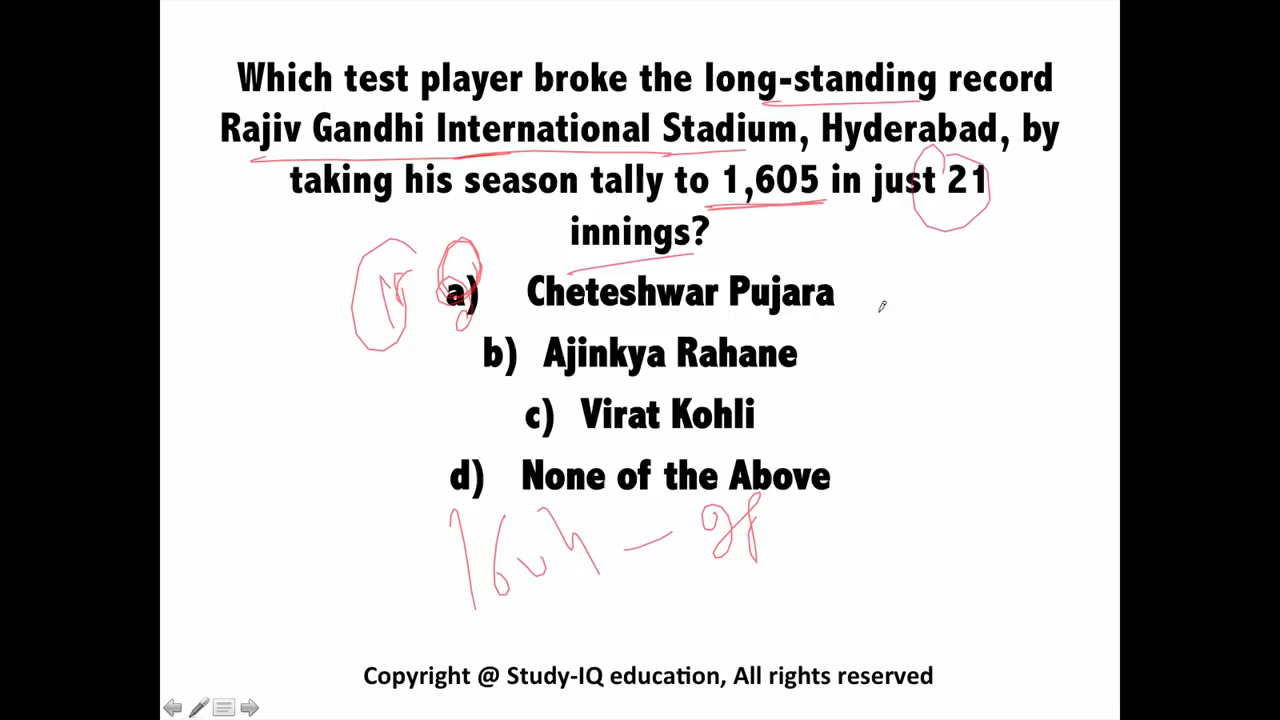 Which test player broke the long-standing record
Rajiv Gandhi International Stadium, Hyderabad, by
taking his season tally to 1,605 in just 21
innings?
a) Cheteshwar Pujara
b) Ajinkya Rahane
c) Virat Kohli
d) None of the Above
Copyright @ Study-IQ education, All rights reserved